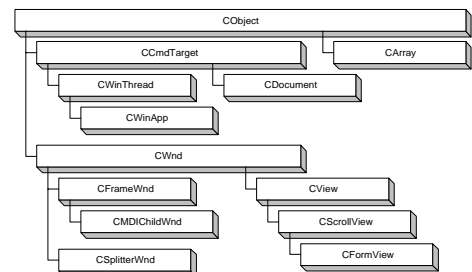 CObject
CCmdTarget
CArray
CWinThread
CDocument
CWinApp
CWnd
CFrameWnd
CView
CMDIChildWnd
CScrollView
CSplitterWnd
CFormView